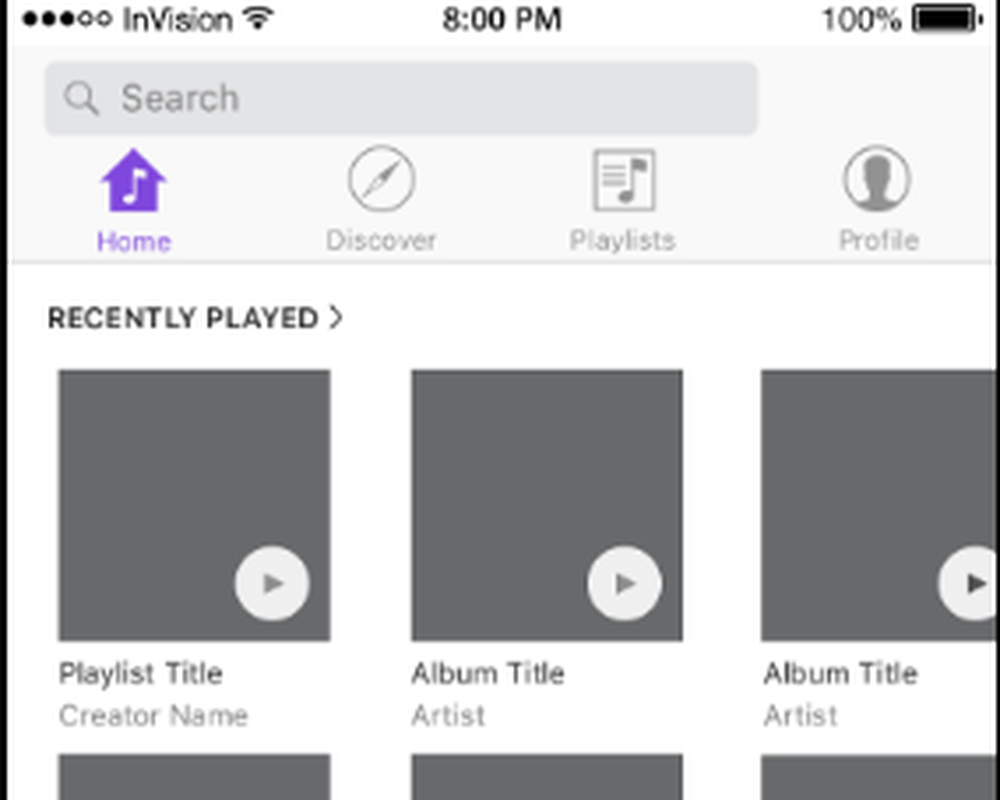 InVision 8:00 PM 100%
Search
Home Discover Playlists Profile
RECENTLY PLAYED >
Playlist Title Album Title Album Title
Creator Name Artist Artist